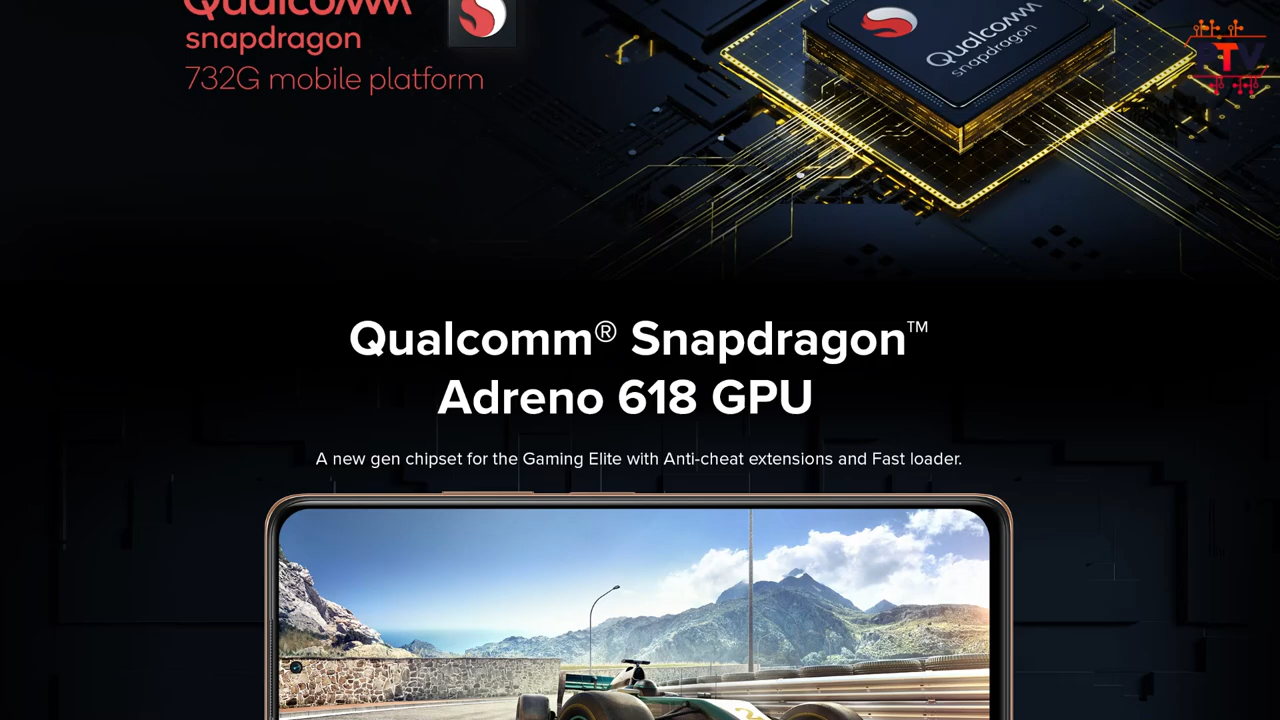 Qualcomm
snapdragon
732G mobile platform
Qualcomm
snapdragon
TV
Qualcomm® Snapdragon™
Adreno 618 GPU
A new gen chipset for the Gaming Elite with Anti-cheat extensions and Fast loader.